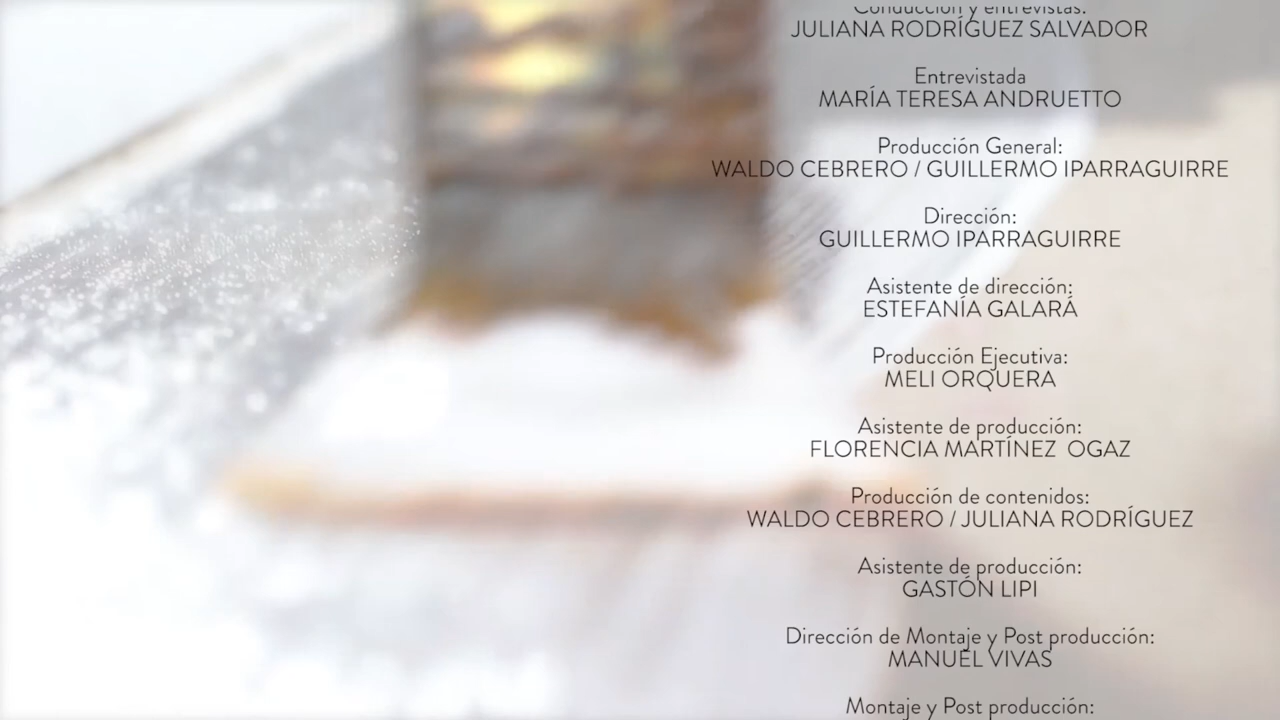 Conducción y entrevistas:
JULIANA RODRÍGUEZ SALVADOR
Entrevistada
MARÍA TERESA ANDRUETTO
Producción General:
WALDO CEBRERO / GUILLERMO IPARRAGUIRRE
Dirección:
GUILLERMO IPARRAGUIRRE
Asistente de dirección:
ESTEFANÍA GALARÁ
Producción Ejecutiva:
MELI ORQUERA
Asistente de producción:
FLORENCIA MARTÍNEZ OGAZ
Producción de contenidos:
WALDO CEBRERO / JULIANA RODRÍGUEZ
Asistente de producción:
GASTÓN LIPI
Dirección de Montaje y Post producción:
MANUEL VIVAS
Montaje y Post producción: